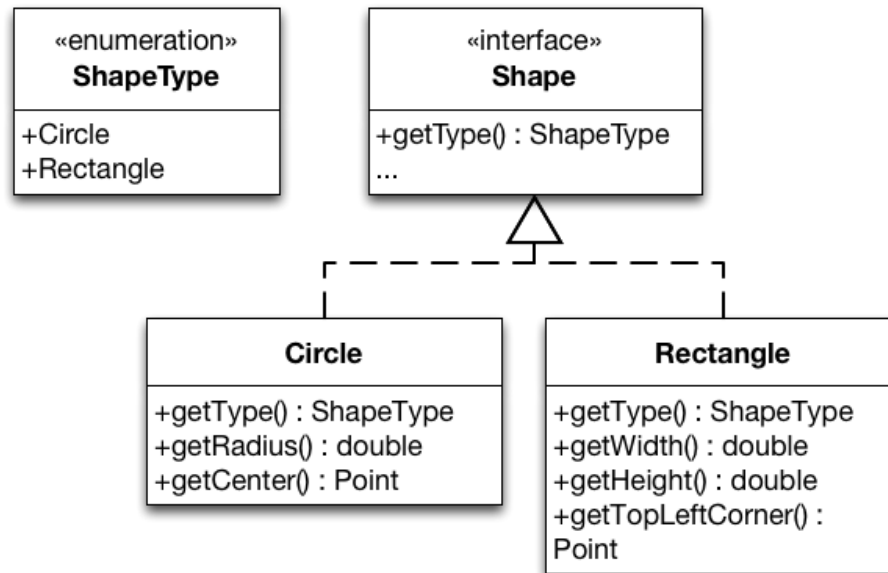 «enumeration»
ShapeType
+Circle
+Rectangle
«interface»
Shape
+getType() : ShapeType
...
Circle
+getType() : ShapeType
+getRadius() : double
+getCenter() : Point
Rectangle
+getType() : ShapeType
+getWidth() : double
+getHeight() : double
+getTopLeftCorner() :
Point